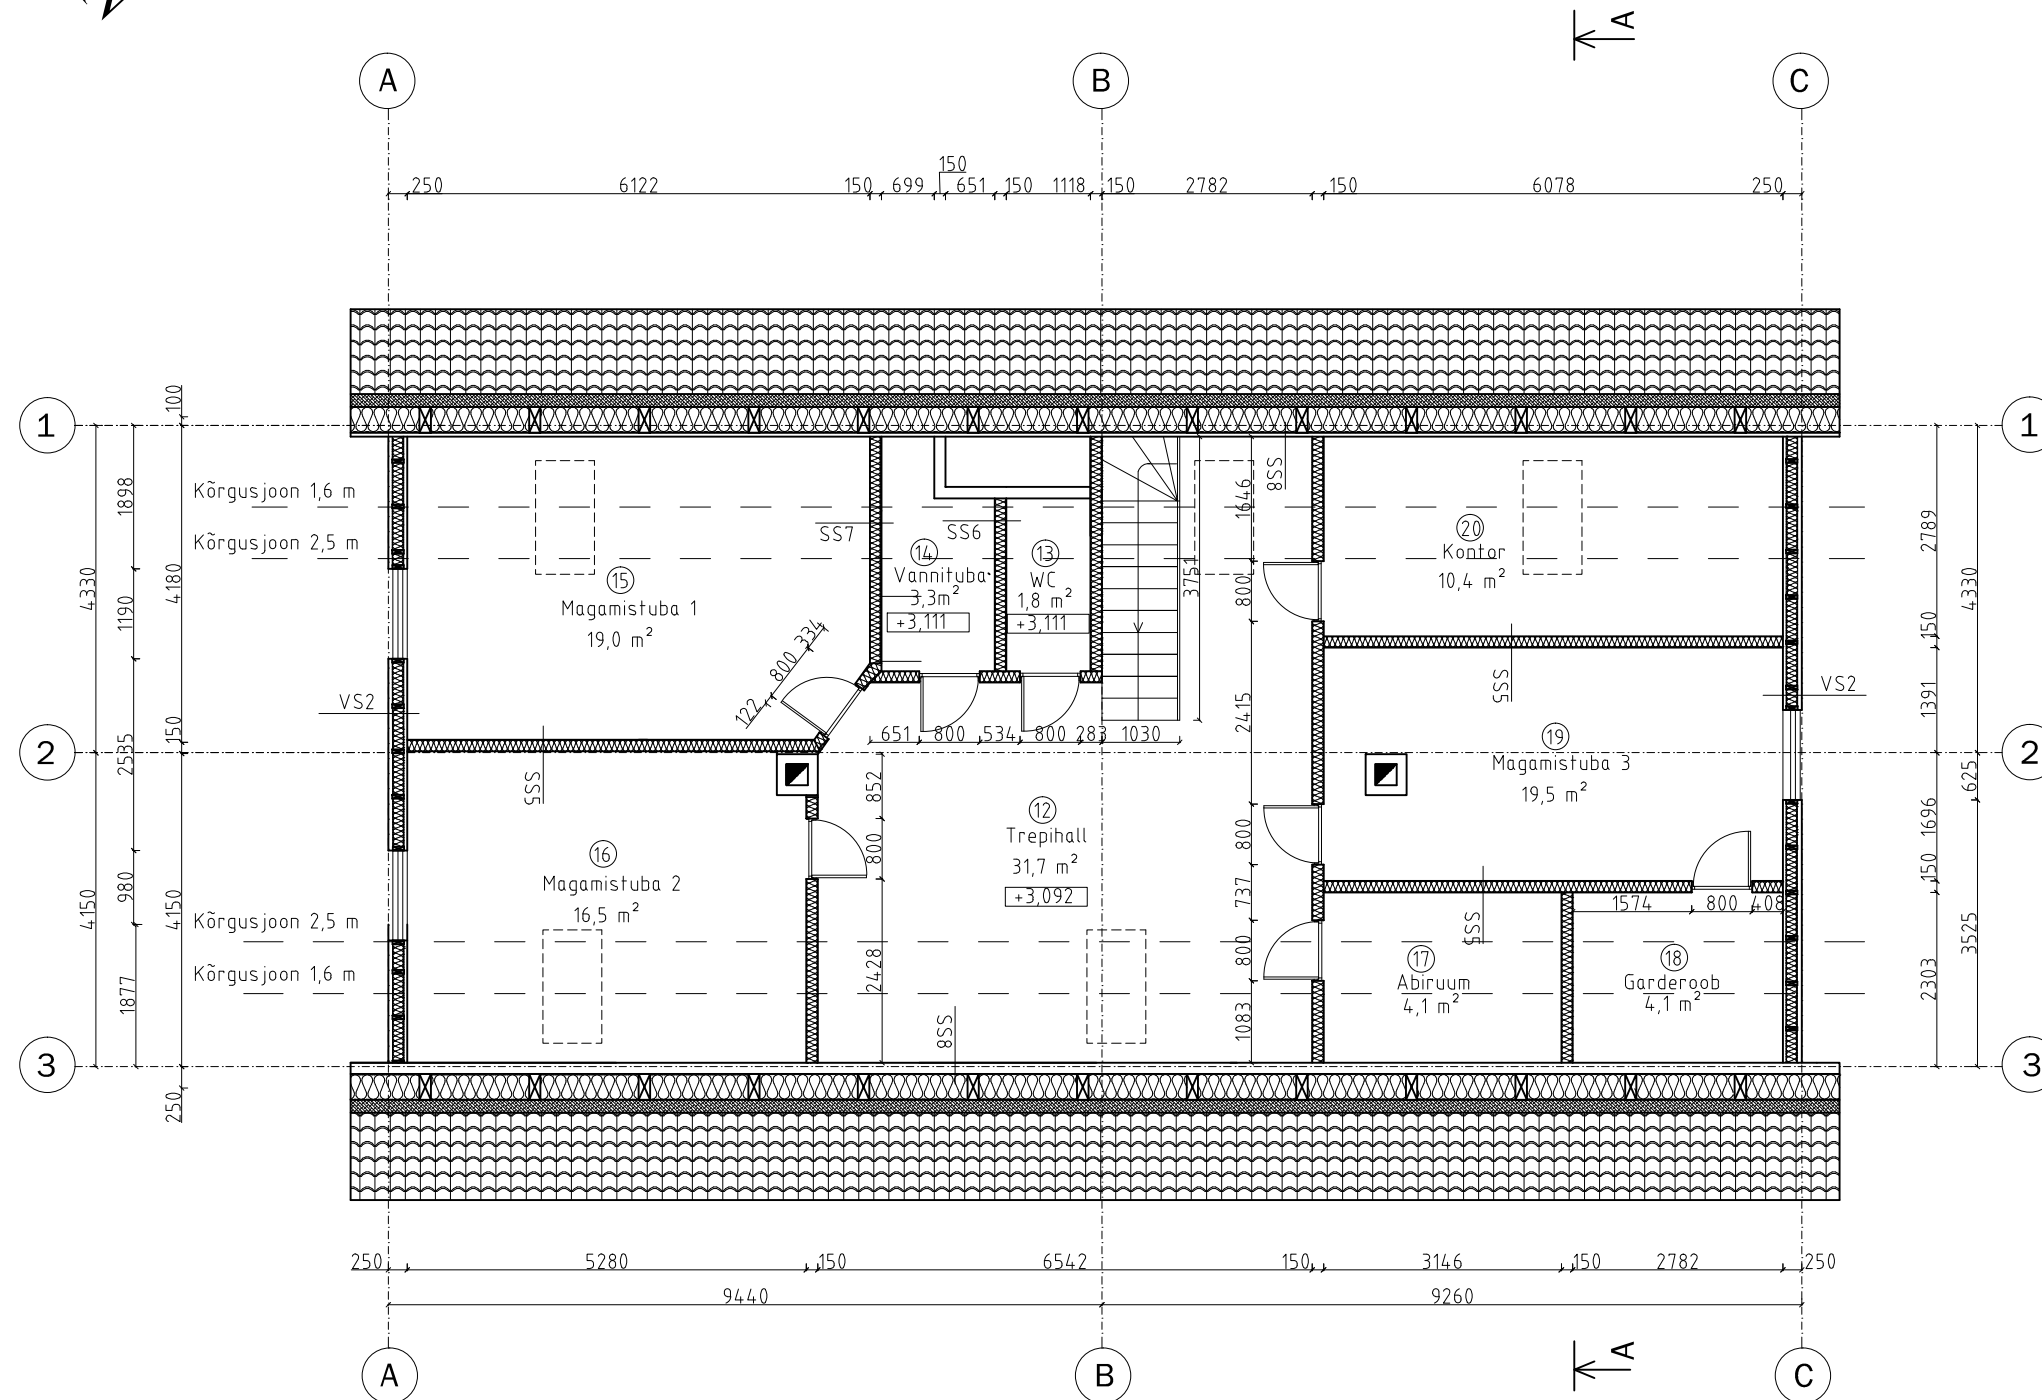 A
A
B
C
150
250
6122
150
699
651
150
1118
150
2782
150
6078
250
100
1
1
1898
4330
4180
1190
150
2535
4150
4150
980
1877
250
Kõrgusjoon 1,6 m
Kõrgusjoon 2,5 m
SS7
SS6
SS8
1646
3751
800
2415
15
Magamistuba 1
19,0 m²
14
Vannituba
3,3m²
+3,111
13
WC
1,8 m²
+3,111
20
Kontor
10,4 m²
334
800
122
VS2
VS2
SS5
SS5
2
2
651
800
534
800
283
1030
2789
4330
150
1391
625
1696
150
3525
2303
19
Magamistuba 3
19,5 m²
12
Trepihall
31,7 m²
+3,092
16
Magamistuba 2
16,5 m²
852
800
2428
800
737
800
1083
SS5
1574
800
408
Kõrgusjoon 2,5 m
Kõrgusjoon 1,6 m
17
Abiruum
4,1 m²
18
Garderoob
4,1 m²
SS8
3
3
250
5280
150
6542
150
3146
150
2782
250
9440
9260
A
B
C
A